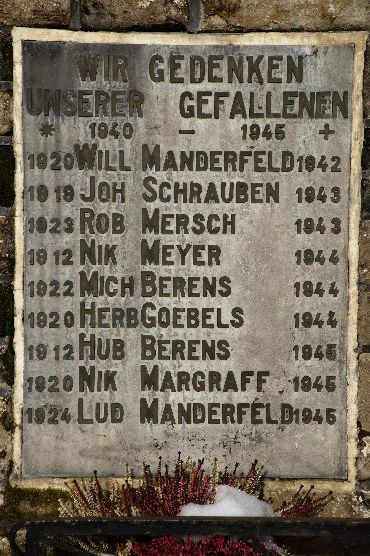 WIR GEDENKEN
UNSERER GEFALLENEN
* 1940 – 1945 +
1920 WILL MANDERFELD 1942
1918 JOH SCHRAUBEN 1943
1923 ROB MERSCH 1943
1912 NIK MEYER 1944
1922 MICH BERENS 1944
1920 HERB GOEBELS 1944
1912 HUB BERENS 1945
1920 NIK MARGRAFF 1945
1924 LUD MANDERFELD 1945